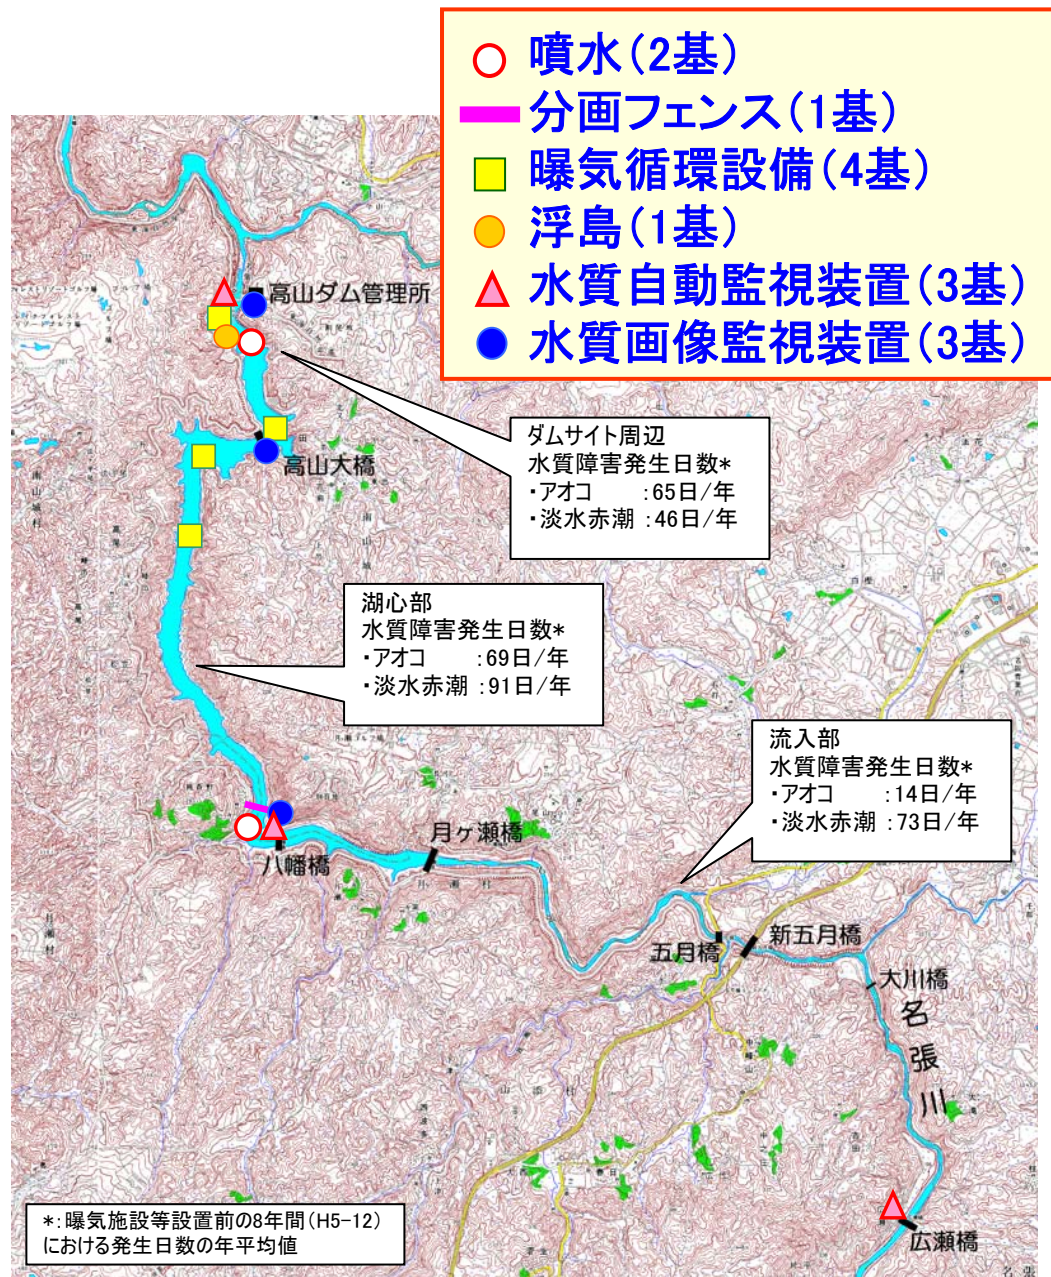 噴水(2基)
分画フェンス(1基)
曝気循環設備(4基)
浮島(1基)
水質自動監視装置(3基)
水質画像監視装置(3基)
高山ダム管理所
ダムサイト周辺
水質障害発生日数*
・アオコ :65日/年
・淡水赤潮 :46日/年
高山大橋
湖心部
水質障害発生日数*
・アオコ :69日/年
・淡水赤潮 :91日/年
流入部
水質障害発生日数*
・アオコ :14日/年
・淡水赤潮 :73日/年
八幡橋
月ヶ瀬橋
五月橋
新五月橋
大川橋
名張川
広瀬橋
*:曝気施設等設置前の8年間(H5-12)
における発生日数の年平均値